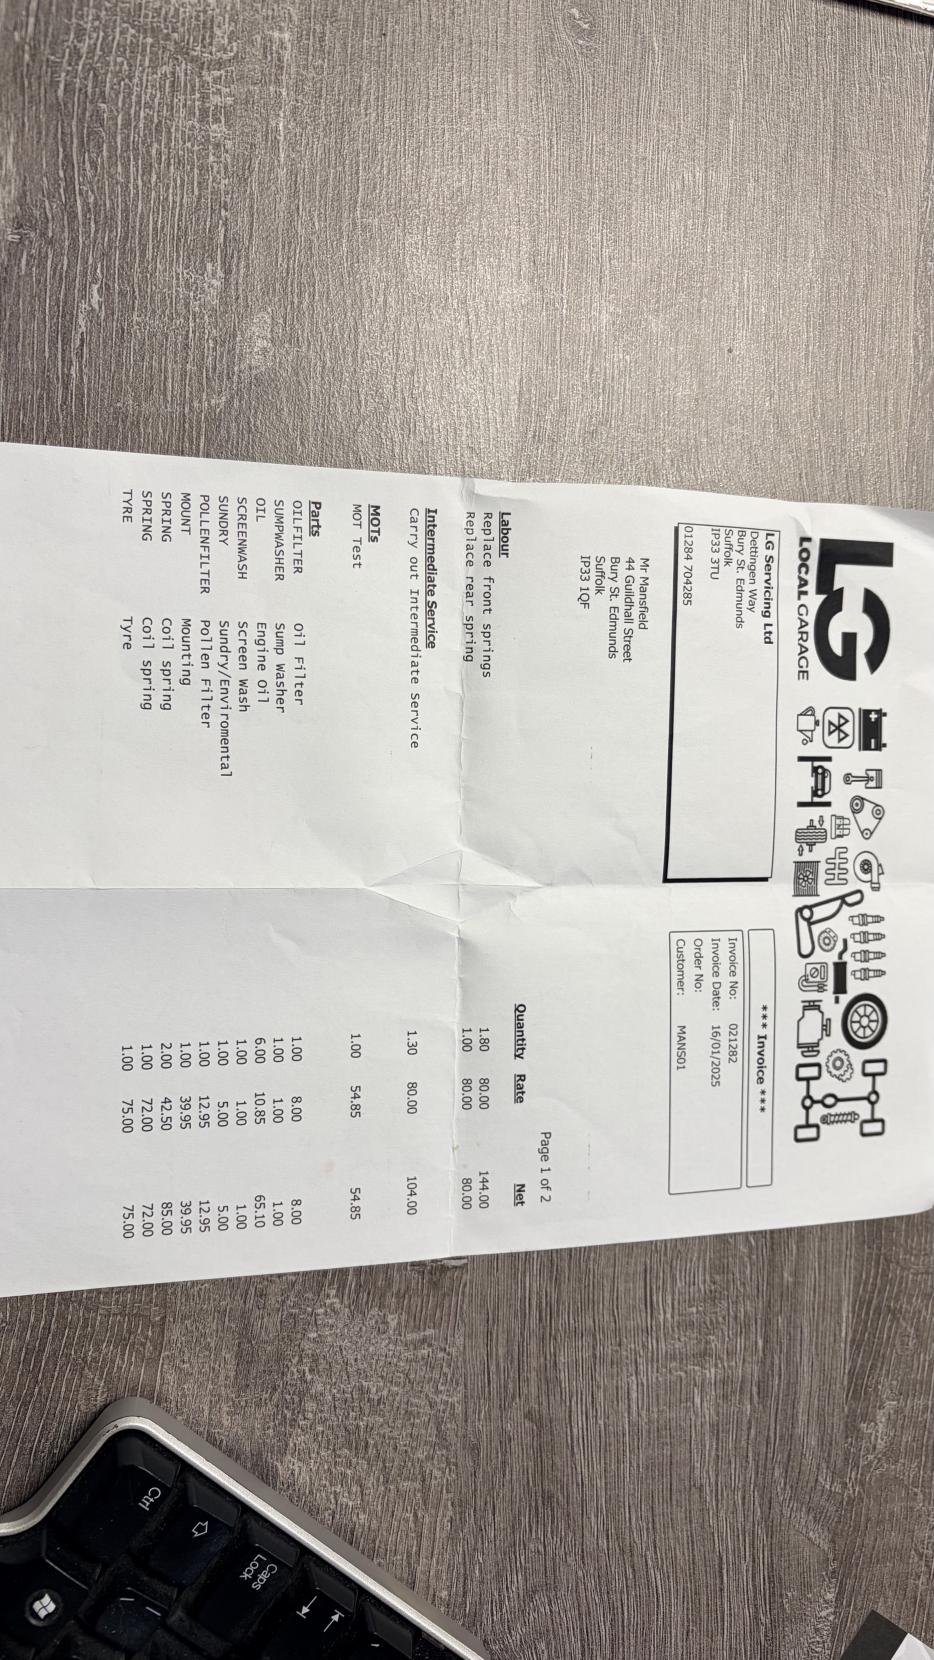 LG
LOCAL GARAGE
LG Servicing Ltd
Dettingen Way
Bury St. Edmunds
Suffolk
IP33 3TU
01284 704285
*** Invoice ***
Invoice No: 021282
Invoice Date: 16/01/2025
Order No:
Customer: MANS01
Mr Mansfield
44 Guildhall Street
Bury St. Edmunds
Suffolk
IP33 1QF
Page 1 of 2
Quantity Rate Net
Labour
Replace front springs 1.80 80.00 144.00
Replace rear spring 1.00 80.00 80.00
Intermediate Service
Carry out Intermediate Service 1.30 80.00 104.00
MOTs
MOT Test 1.00 54.85 54.85
Parts
OILFILTER Oil Filter 1.00 8.00 8.00
SUMPWASHER Sump Washer 1.00 1.00 1.00
OIL Engine Oil 6.00 10.85 65.10
SCREENWASH Screen Wash 1.00 1.00 1.00
SUNDRY Sundry/Enviromental 1.00 5.00 5.00
POLLENFILTER Pollen Filter 1.00 12.95 12.95
MOUNT Mounting 1.00 39.95 39.95
SPRING Coil spring 2.00 42.50 85.00
SPRING Coil spring 1.00 72.00 72.00
TYRE Tyre 1.00 75.00 75.00
Ctrl
Caps
Lock